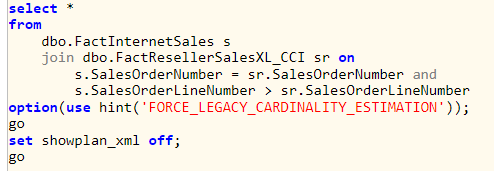 select *
from
    dbo.FactInternetSales s
    join dbo.FactResellerSalesXL_CCI sr on
        s.SalesOrderNumber = sr.SalesOrderNumber and
        s.SalesOrderLineNumber > sr.SalesOrderLineNumber
option(use hint('FORCE_LEGACY_CARDINALITY_ESTIMATION'));
go
set showplan_xml off;
go